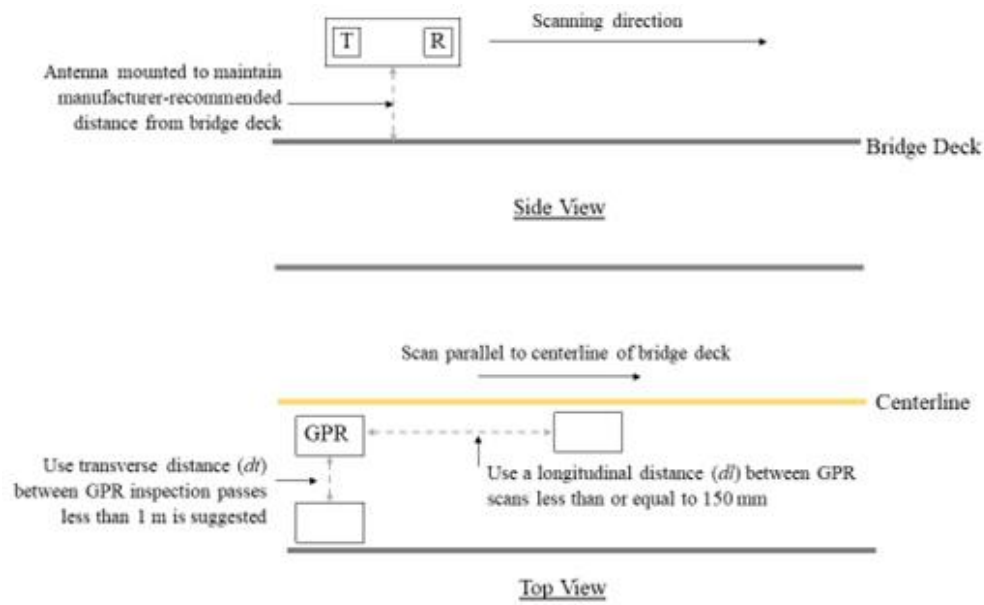 Scanning direction
T
R
Antenna mounted to maintain
manufacturer-recommended
distance from bridge deck
Bridge Deck
Side View
Scan parallel to centerline of bridge deck
Centerline
GPR
Use transverse distance (dt)
between GPR inspection passes
less than 1 m is suggested
Use a longitudinal distance (dl) between GPR
scans less than or equal to 150 mm
Top View